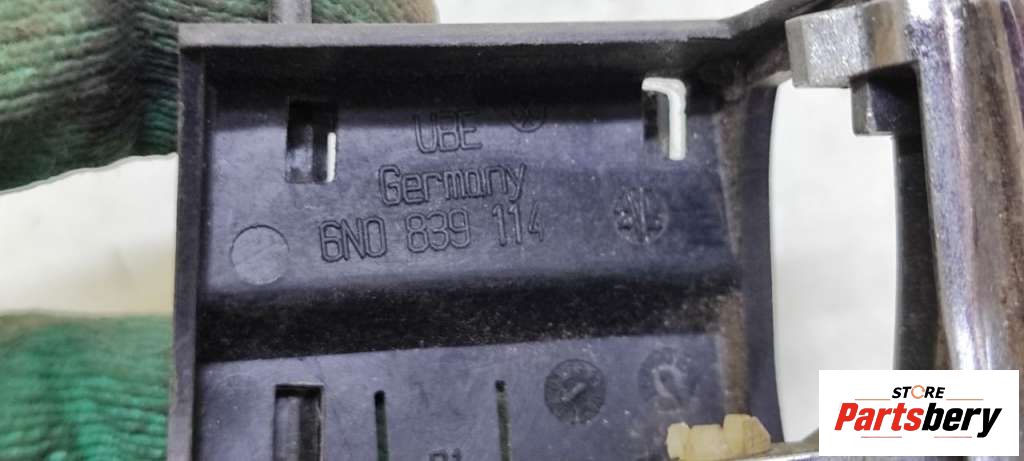 UBE
Germany
6N0 839 114
STORE
Partsbery